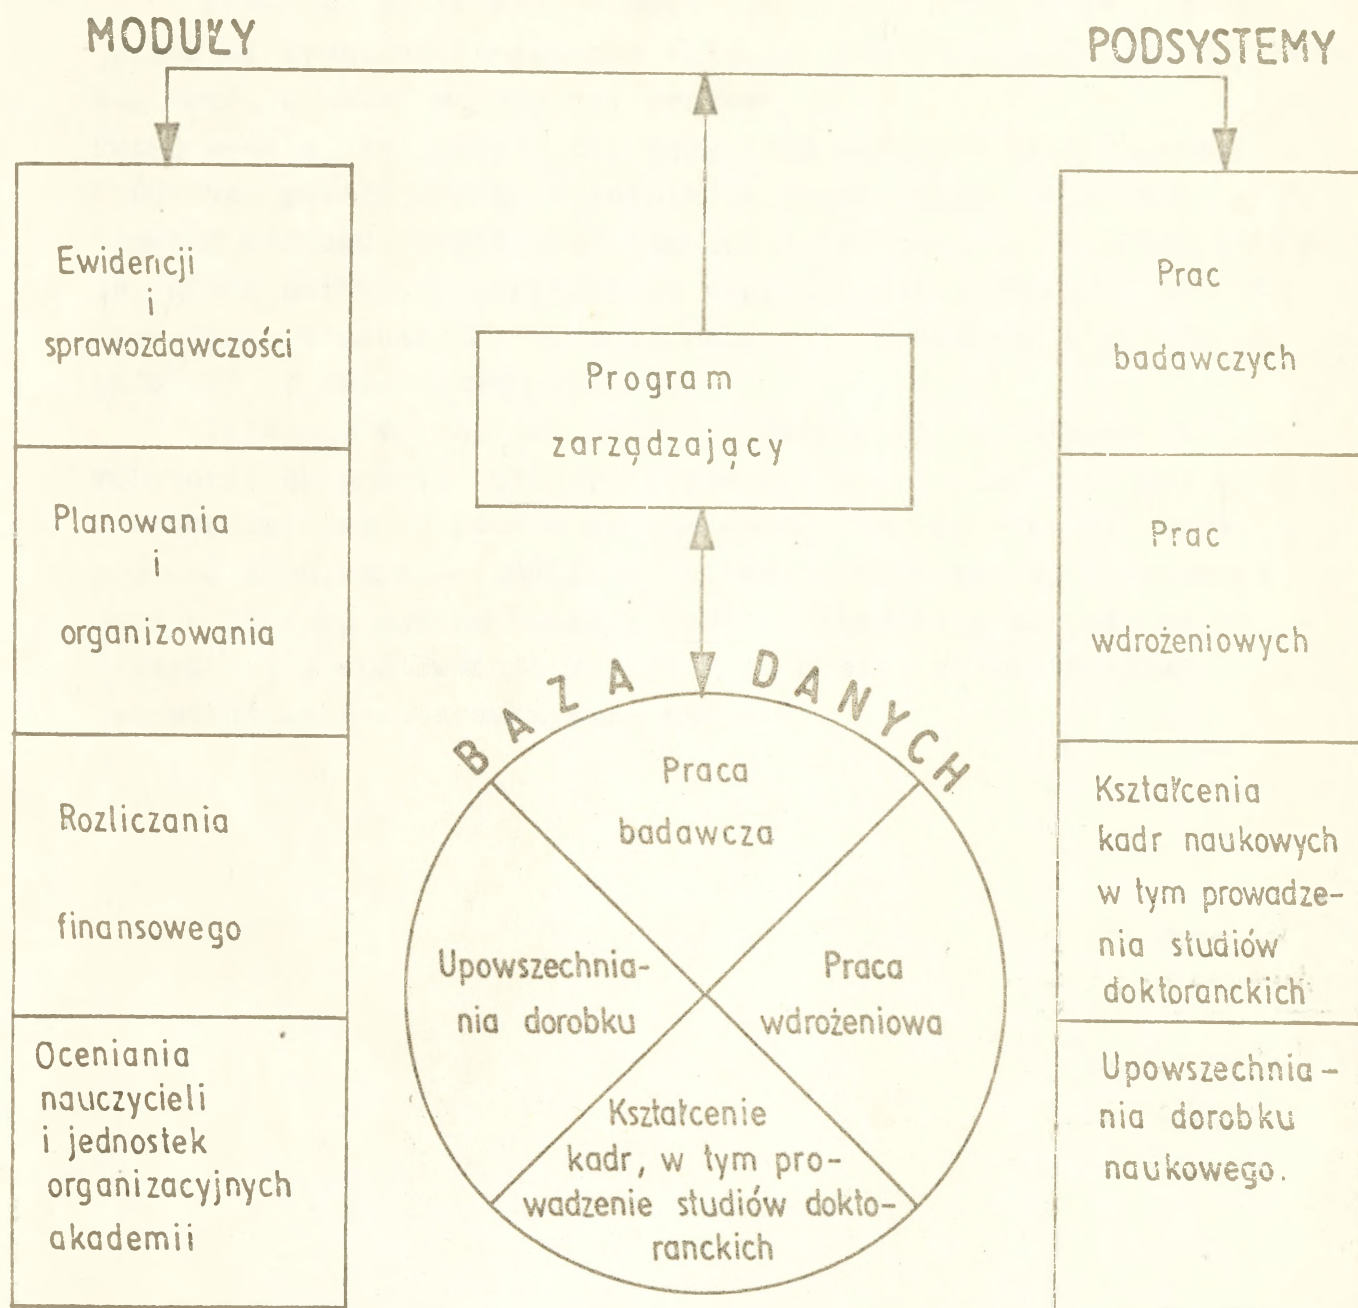 MODUŁY
PODSYSTEMY
Ewidencji
i
sprawozdawczości
Planowania
i
organizowania
Rozliczania
finansowego
Oceniania
nauczycieli
i jednostek
organizacyjnych
akademii
Program
zarządzający
BAZA DANYCH
Praca
badawcza
Upowszechnia-
nia dorobku
Praca
wdrożeniowa
Kształcenie
kadr, w tym pro-
wadzenie studiów dokto-
ranckich
Prac
badawczych
Prac
wdrożeniowych
Kształcenia
kadr naukowych
w tym prowadze-
nia studiów
doktoranckich
Upowszechnia-
nia dorobku
naukowego.